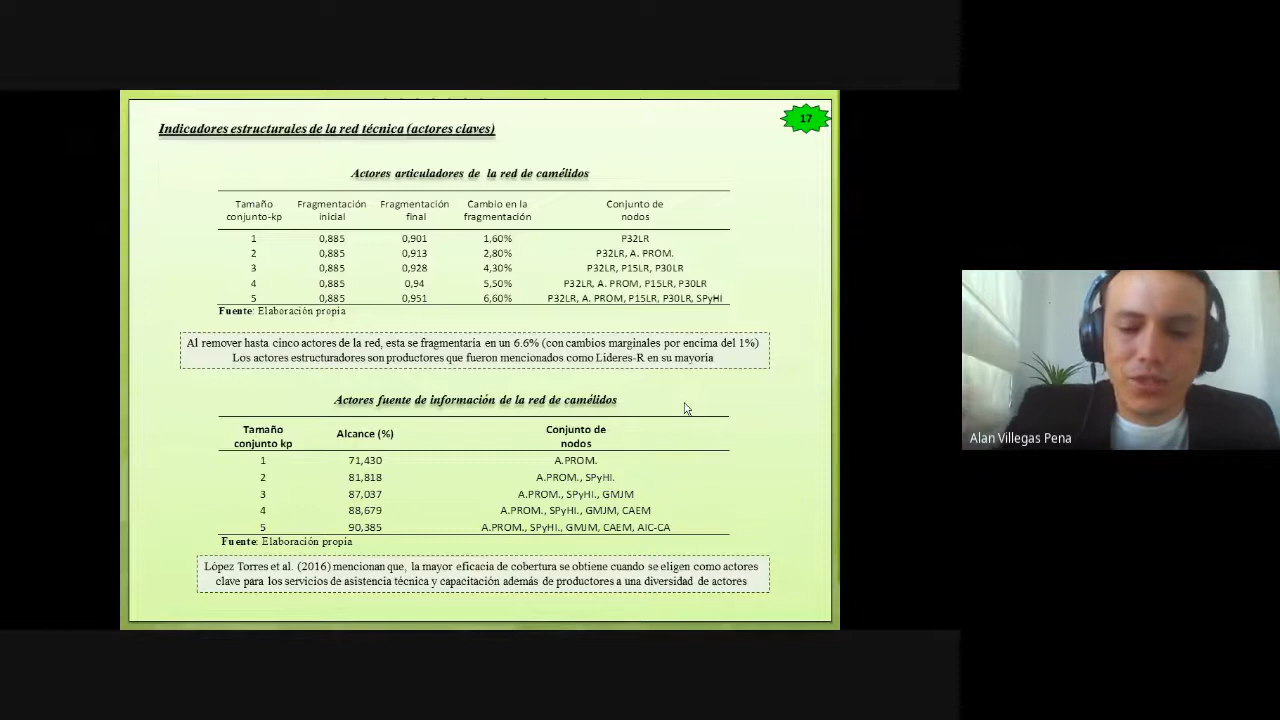 Indicadores estructurales de la red técnica (actores claves)
17
Actores articuladores de la red de camélidos
Tamaño conjunto-kp Fragmentación inicial Fragmentación final Cambio en la fragmentación Conjunto de nodos
1 0,885 0,901 1,60% P32LR
2 0,885 0,913 2,80% P32LR, A. PROM.
3 0,885 0,928 4,30% P32LR, P15LR, P30LR
4 0,885 0,94 5,50% P32LR, A. PROM, P15LR, P30LR
5 0,885 0,951 6,60% P32LR, A. PROM, P15LR, P30LR, SPyHI
Fuente: Elaboración propia
Al remover hasta cinco actores de la red, esta se fragmentaría en un 6.6% (con cambios marginales por encima del 1%)
Los actores estructuradores son productores que fueron mencionados como Lideres-R en su mayoría
Actores fuente de información de la red de camélidos
Tamaño conjunto kp Alcance (%) Conjunto de nodos
1 71,430 A.PROM.
2 81,818 A.PROM., SPyHI.
3 87,037 A.PROM., SPyHI., GMJM
4 88,679 A.PROM., SPyHI., GMJM, CAEM
5 90,385 A.PROM., SPyHI., GMJM, CAEM, AIC-CA
Fuente: Elaboración propia
López Torres et al. (2016) mencionan que, la mayor eficacia de cobertura se obtiene cuando se eligen como actores
clave para los servicios de asistencia técnica y capacitación además de productores a una diversidad de actores
Alan Villegas Pena